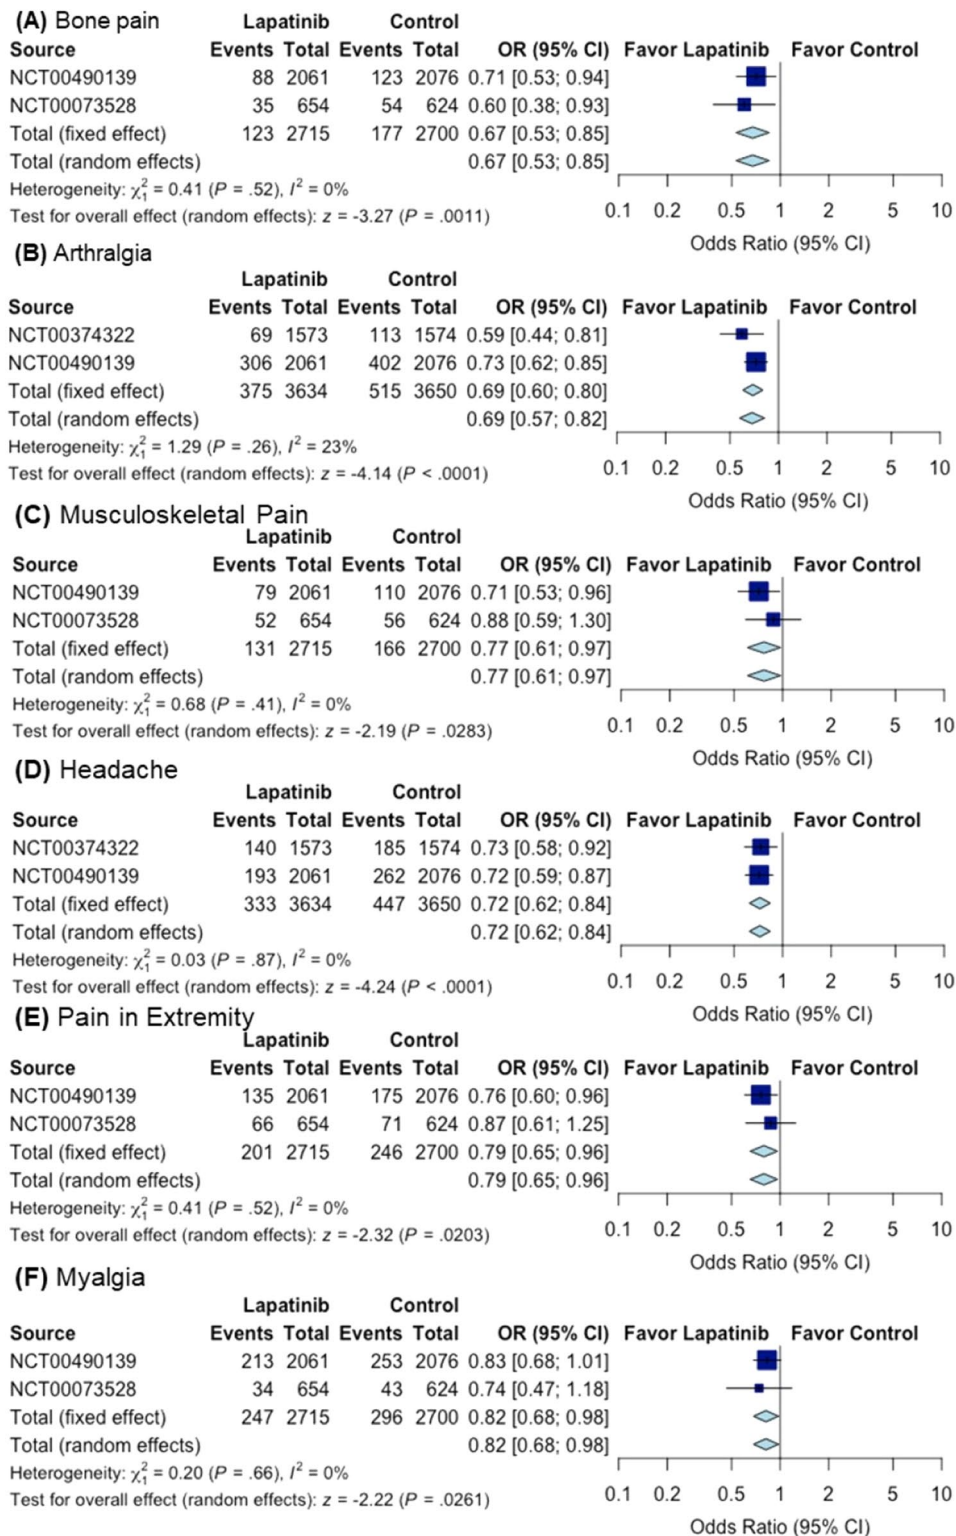 (A) Bone pain
Lapatinib Control
Source Events Total Events Total OR (95% CI) Favor Lapatinib Favor Control
NCT00490139 88 2061 123 2076 0.71 [0.53; 0.94]
NCT00073528 35 654 54 624 0.60 [0.38; 0.93]
Total (fixed effect) 123 2715 177 2700 0.67 [0.53; 0.85]
Total (random effects) 0.67 [0.53; 0.85]
Heterogeneity: χ²₁ = 0.41 (P = .52), I² = 0%
Test for overall effect (random effects): z = -3.27 (P = .0011)
0.1 0.2 0.5 1 2 5 10
Odds Ratio (95% CI)
(B) Arthralgia
Lapatinib Control
Source Events Total Events Total OR (95% CI) Favor Lapatinib Favor Control
NCT00374322 69 1573 113 1574 0.59 [0.44; 0.81]
NCT00490139 306 2061 402 2076 0.73 [0.62; 0.85]
Total (fixed effect) 375 3634 515 3650 0.69 [0.60; 0.80]
Total (random effects) 0.69 [0.57; 0.82]
Heterogeneity: χ²₁ = 1.29 (P = .26), I² = 23%
Test for overall effect (random effects): z = -4.14 (P < .0001)
0.1 0.2 0.5 1 2 5 10
Odds Ratio (95% CI)
(C) Musculoskeletal Pain
Lapatinib Control
Source Events Total Events Total OR (95% CI) Favor Lapatinib Favor Control
NCT00490139 79 2061 110 2076 0.71 [0.53; 0.96]
NCT00073528 52 654 56 624 0.88 [0.59; 1.30]
Total (fixed effect) 131 2715 166 2700 0.77 [0.61; 0.97]
Total (random effects) 0.77 [0.61; 0.97]
Heterogeneity: χ²₁ = 0.68 (P = .41), I² = 0%
Test for overall effect (random effects): z = -2.19 (P = .0283)
0.1 0.2 0.5 1 2 5 10
Odds Ratio (95% CI)
(D) Headache
Lapatinib Control
Source Events Total Events Total OR (95% CI) Favor Lapatinib Favor Control
NCT00374322 140 1573 185 1574 0.73 [0.58; 0.92]
NCT00490139 193 2061 262 2076 0.72 [0.59; 0.87]
Total (fixed effect) 333 3634 447 3650 0.72 [0.62; 0.84]
Total (random effects) 0.72 [0.62; 0.84]
Heterogeneity: χ²₁ = 0.03 (P = .87), I² = 0%
Test for overall effect (random effects): z = -4.24 (P < .0001)
0.1 0.2 0.5 1 2 5 10
Odds Ratio (95% CI)
(E) Pain in Extremity
Lapatinib Control
Source Events Total Events Total OR (95% CI) Favor Lapatinib Favor Control
NCT00490139 135 2061 175 2076 0.76 [0.60; 0.96]
NCT00073528 66 654 71 624 0.87 [0.61; 1.25]
Total (fixed effect) 201 2715 246 2700 0.79 [0.65; 0.96]
Total (random effects) 0.79 [0.65; 0.96]
Heterogeneity: χ²₁ = 0.41 (P = .52), I² = 0%
Test for overall effect (random effects): z = -2.32 (P = .0203)
0.1 0.2 0.5 1 2 5 10
Odds Ratio (95% CI)
(F) Myalgia
Lapatinib Control
Source Events Total Events Total OR (95% CI) Favor Lapatinib Favor Control
NCT00490139 213 2061 253 2076 0.83 [0.68; 1.01]
NCT00073528 34 654 43 624 0.74 [0.47; 1.18]
Total (fixed effect) 247 2715 296 2700 0.82 [0.68; 0.98]
Total (random effects) 0.82 [0.68; 0.98]
Heterogeneity: χ²₁ = 0.20 (P = .66), I² = 0%
Test for overall effect (random effects): z = -2.22 (P = .0261)
0.1 0.2 0.5 1 2 5 10
Odds Ratio (95% CI)